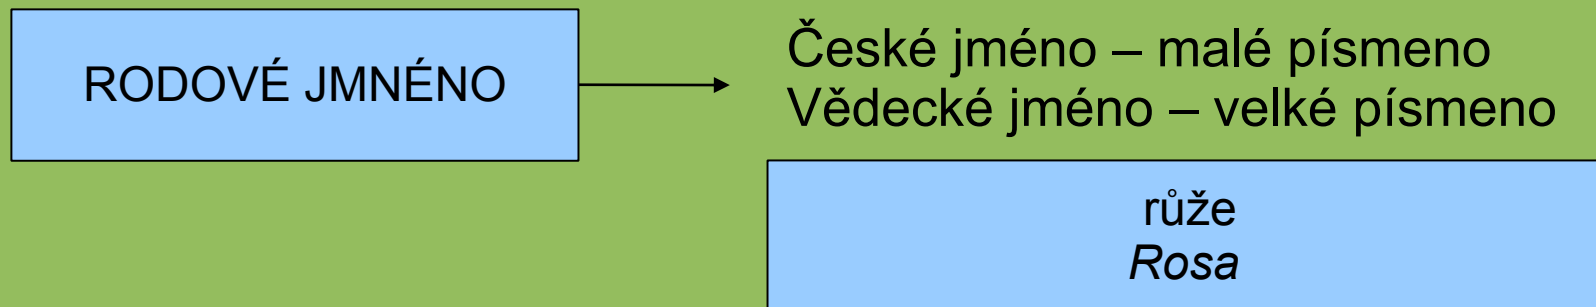 RODOVÉ JMNÉNO
České jméno – malé písmeno
Vědecké jméno – velké písmeno
růže
Rosa